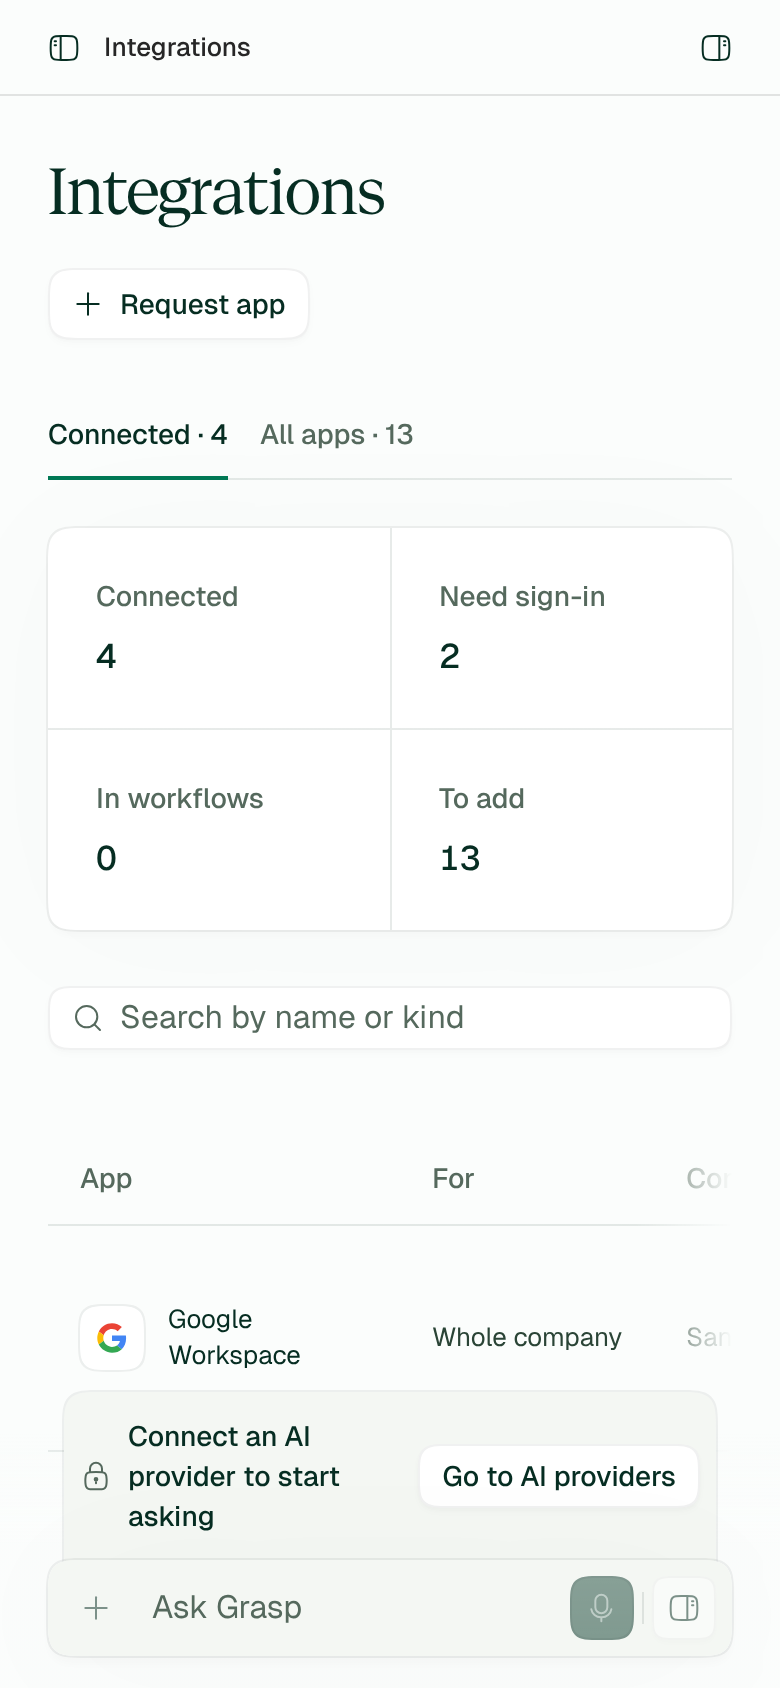 Integrations
Integrations
Request app
Connected · 4 All apps · 13
Connected Need sign-in
4 2
In workflows To add
0 13
Search by name or kind
App For
Google
Workspace
Whole company
Connect an AI
provider to start
asking
Go to AI providers
Ask Grasp